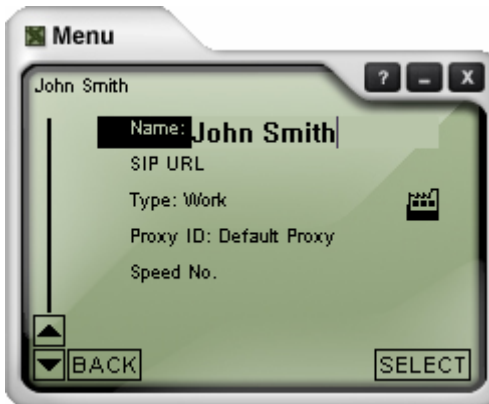 Menu
? - X
John Smith
Name: John Smith
SIP URL
Type: Work
Proxy ID: Default Proxy
Speed No.
BACK SELECT